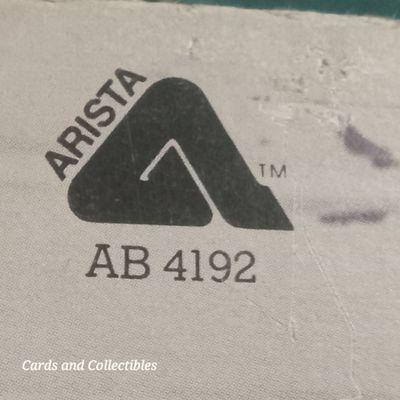 ARISTA
TM
AB 4192
Cards and Collectibles